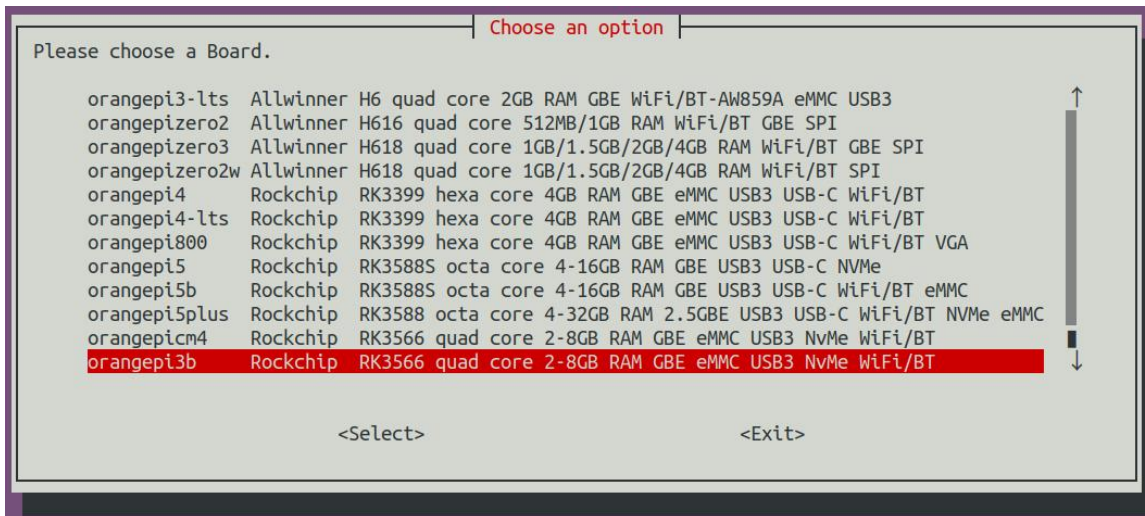 Choose an option
Please choose a Board.
orangepi3-lts Allwinner H6 quad core 2GB RAM GBE WiFi/BT-AW859A eMMC USB3
orangepizero2 Allwinner H616 quad core 512MB/1GB RAM WiFi/BT GBE SPI
orangepizero3 Allwinner H618 quad core 1GB/1.5GB/2GB/4GB RAM WiFi/BT GBE SPI
orangepizero2w Allwinner H618 quad core 1GB/1.5GB/2GB/4GB RAM WiFi/BT SPI
orangepi4 Rockchip RK3399 hexa core 4GB RAM GBE eMMC USB3 USB-C WiFi/BT
orangepi4-lts Rockchip RK3399 hexa core 4GB RAM GBE eMMC USB3 USB-C WiFi/BT
orangepi800 Rockchip RK3399 hexa core 4GB RAM GBE eMMC USB3 USB-C WiFi/BT VGA
orangepi5 Rockchip RK3588S octa core 4-16GB RAM GBE USB3 USB-C NVMe
orangepi5b Rockchip RK3588S octa core 4-16GB RAM GBE USB3 USB-C WiFi/BT eMMC
orangepi5plus Rockchip RK3588 octa core 4-32GB RAM 2.5GBE USB3 USB-C WiFi/BT NVMe eMMC
orangepicm4 Rockchip RK3566 quad core 2-8GB RAM GBE eMMC USB3 NvMe WiFi/BT
orangepi3b Rockchip RK3566 quad core 2-8GB RAM GBE eMMC USB3 NvMe WiFi/BT
<Select> <Exit>